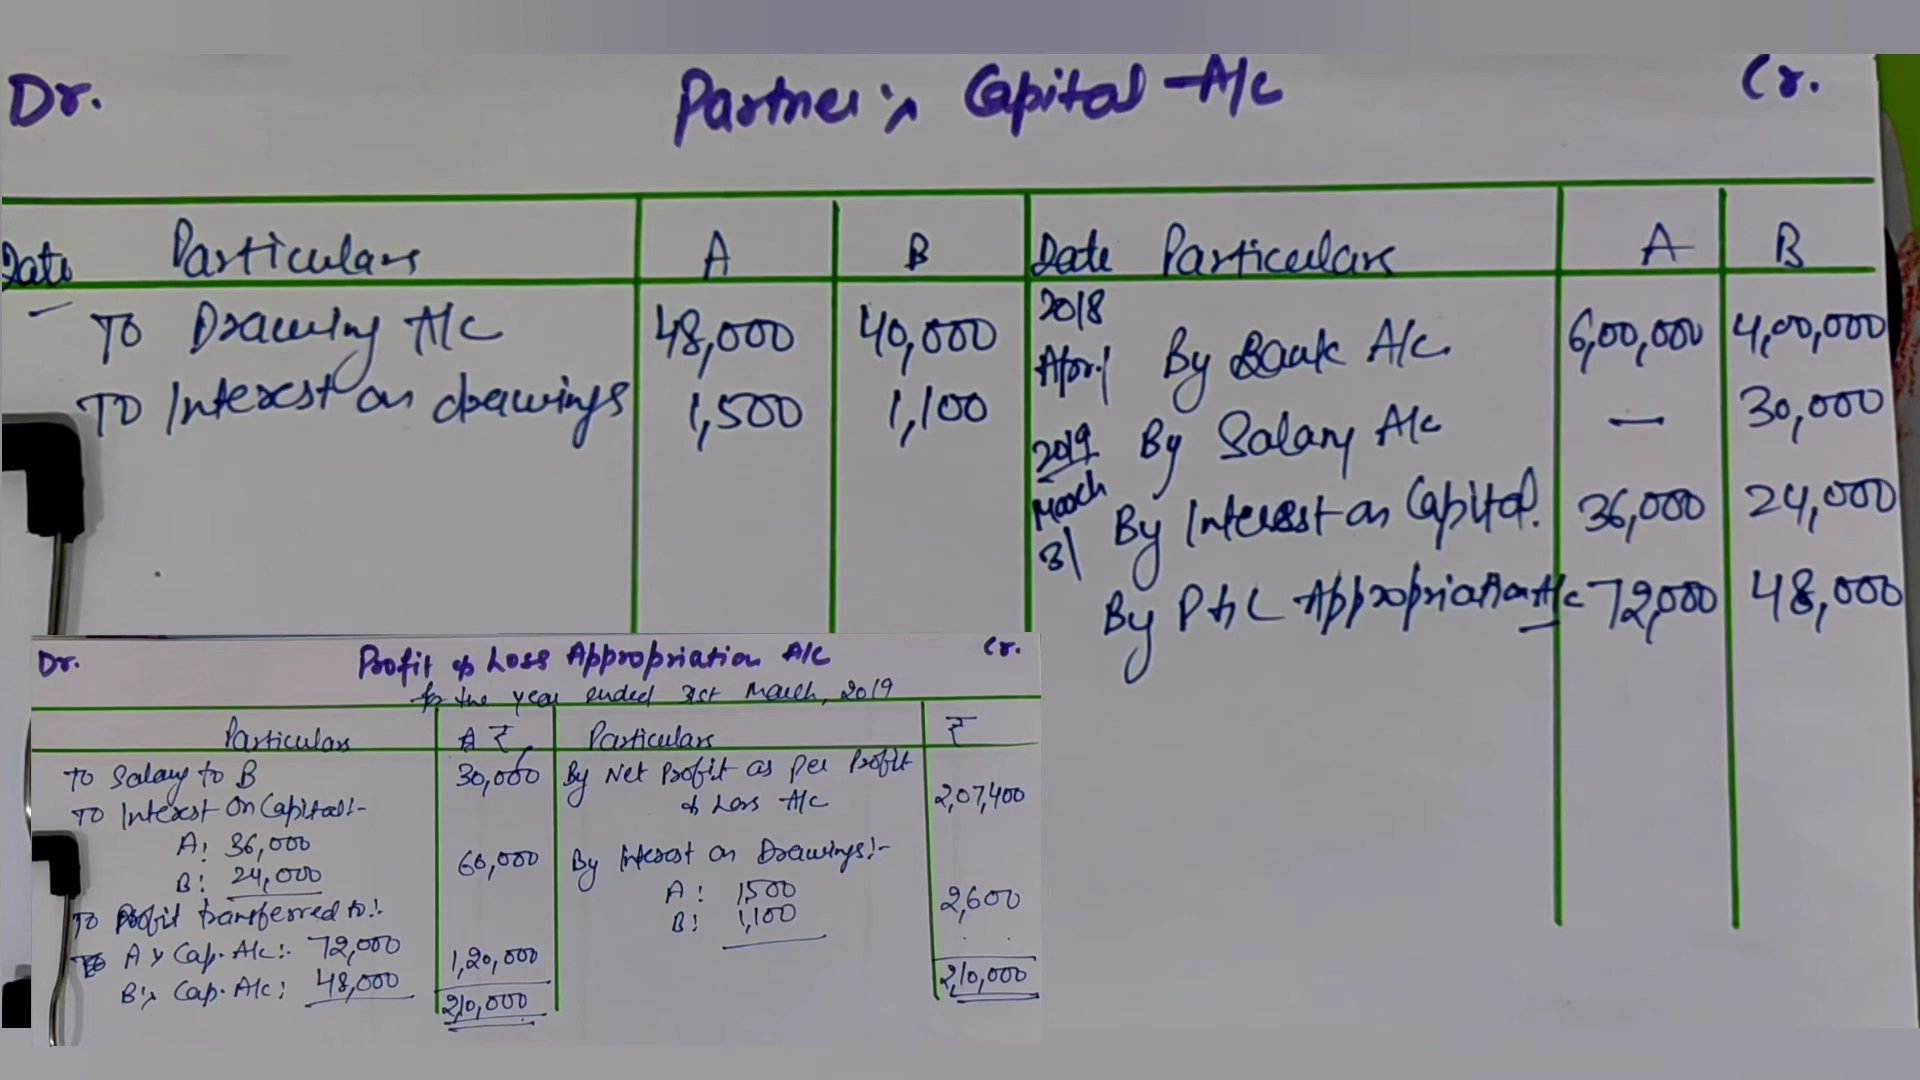 Dr. Partner's Capital A/c Cr.
Date Particulars A B Date Particulars A B
To Drawing A/c 48,000 40,000 2018 Apr.1 By Bank A/c 6,00,000 4,00,000
To Interest on drawings 1,500 1,100 2019 By Salary A/c — 30,000
March 31 By Interest on Capital. 36,000 24,000
By P & L Appropriation A/c 72,000 48,000
Dr. Profit & Loss Appropriation A/c Cr.
for the year ended 31st March, 2019
Particulars ₹ Particulars ₹
To Salary to B 30,000 By Net Profit as per Profit
To Interest on Capital:- & Loss A/c 2,07,400
A: 36,000
B: 24,000 60,000 By Interest on Drawings:-
A: 1500
To Profit transferred to:- B: 1,100 2,600
To A's Cap. A/c:- 72,000 1,20,000
B's Cap. A/c: 48,000
210,000 2,10,000